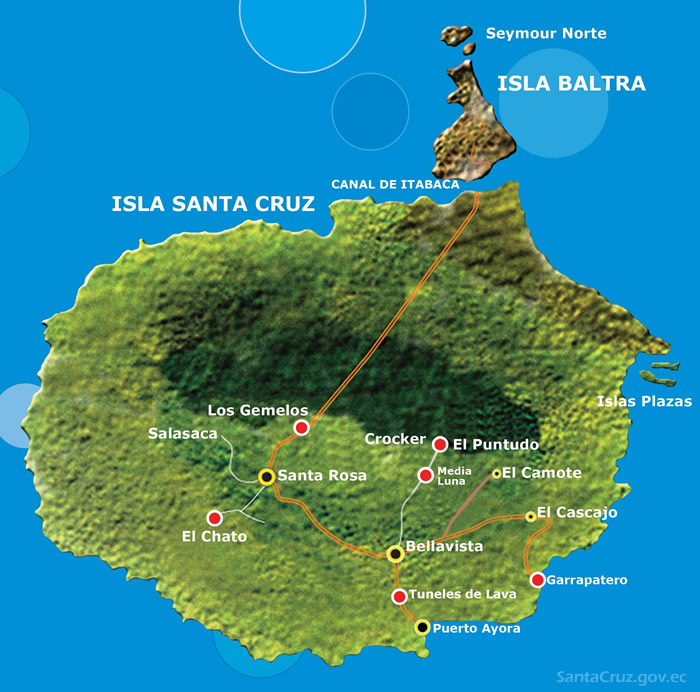 Seymour Norte
ISLA BALTRA
CANAL DE ITABACA
ISLA SANTA CRUZ
Islas Plazas
Los Gemelos
Salasaca
Crocker
El Puntudo
Santa Rosa
Media
Luna
El Camote
El Cascajo
El Chato
Bellavista
Garrapatero
Tuneles de Lava
Puerto Ayora
SantaCruz.gov.ec